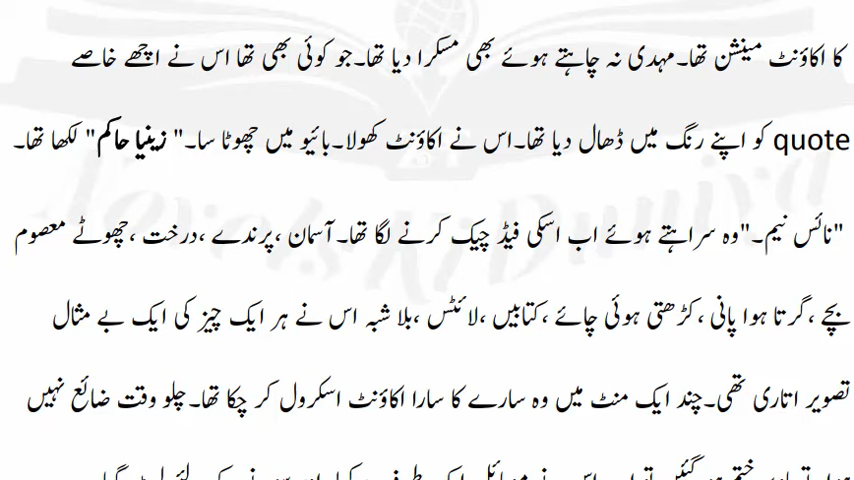 کا اکاؤنٹ مینشن تھا۔مہدی نہ چاہتے ہوئے بھی مسکرا دیا تھا۔جو کوئی بھی تھا اس نے اچھے خاصے
quote کو اپنے رنگ میں ڈھال دیا تھا۔اس نے اکاؤنٹ کھولا۔بائیو میں چھوٹا سا۔" زینیا حاکم" لکھا تھا۔
"نائس نیم۔"وہ سراہتے ہوئے اب اسکی فیڈ چیک کرنے لگا تھا۔آسمان ،پرندے ،درخت ،چھوٹے معصوم
بچے ،گرتا ہوا پانی ،کڑھتی ہوئی چائے ،کتابیں ،لائٹس ،بلا شبہ اس نے ہر ایک چیز کی ایک بے مثال
تصویر اتاری تھی۔چند ایک منٹ میں وہ سارے کا سارا اکاؤنٹ اسکرول کر چکا تھا۔چلو وقت ضائع نہیں